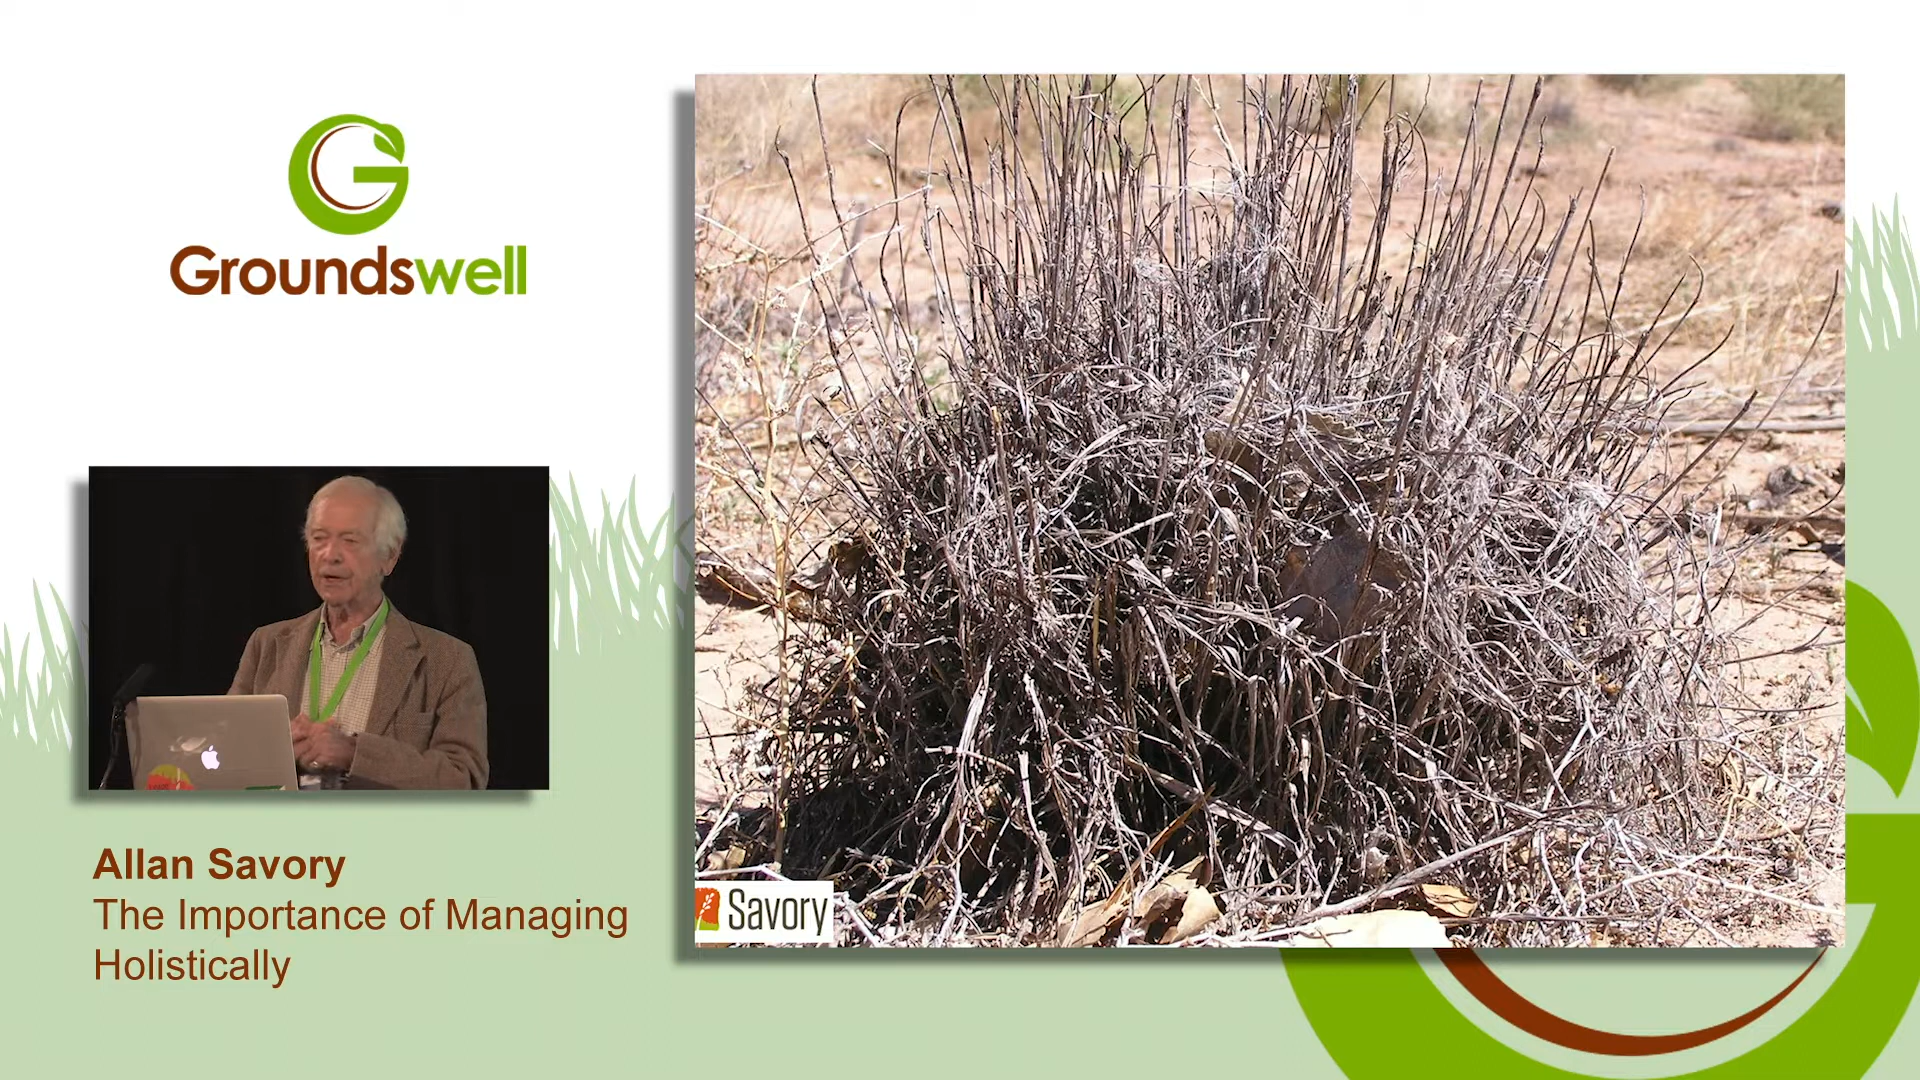 Groundswell
Allan Savory
The Importance of Managing
Holistically
Savory